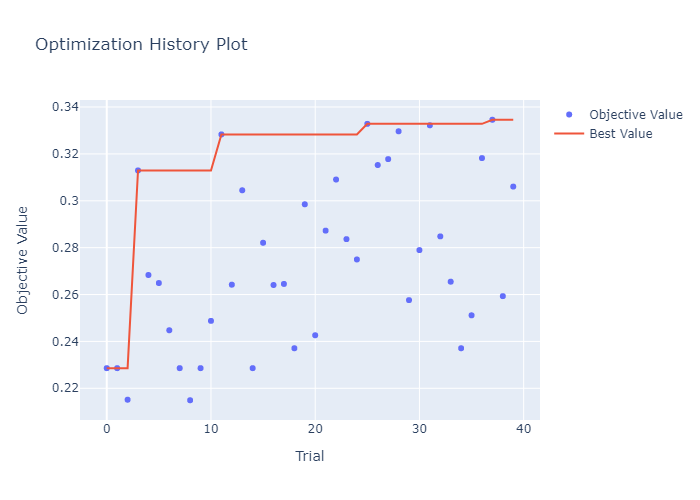 Optimization History Plot
Objective Value
Best Value
0.34
0.32
0.3
0.28
0.26
0.24
0.22
Objective Value
0
10
20
30
40
Trial